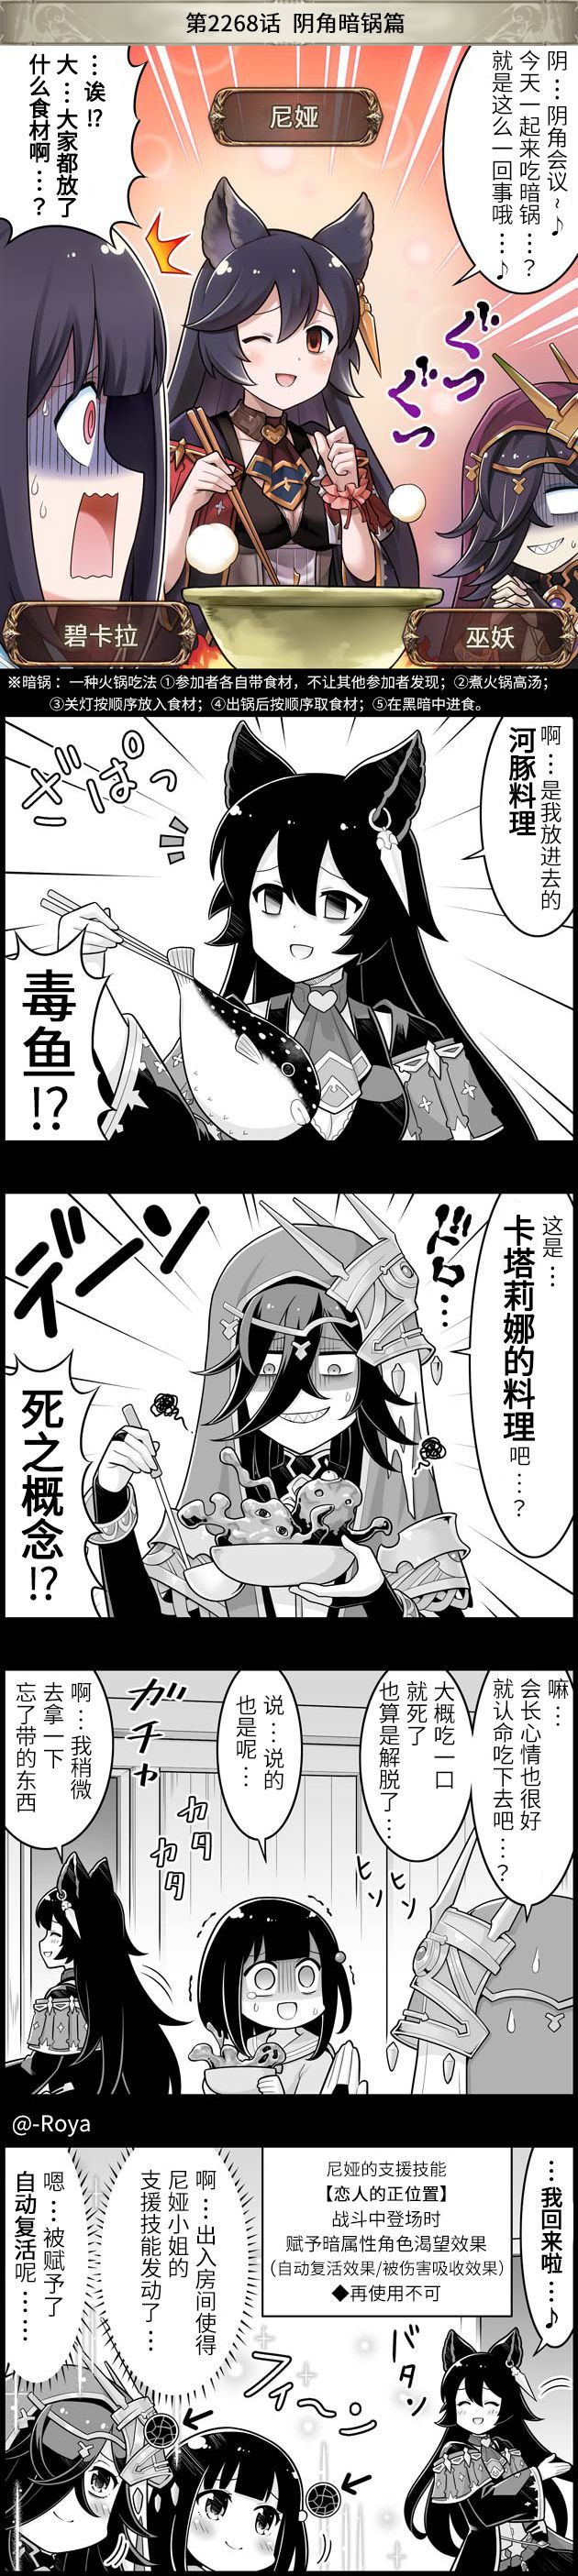 第2268话 阴角暗锅篇
阴…阴角会议~♪
今天一起来吃暗锅…?
就是这么一回事哦…♪
尼娅
…诶!?
大…大家都放了
什么食材啊…?
ぐつ
ぐつ
碧卡拉
巫妖
※暗锅：一种火锅吃法 ①参加者各自带食材，不让其他参加者发现；②煮火锅高汤；
③关灯按顺序放入食材；④出锅后按顺序取食材；⑤在黑暗中进食。
啊…是我放进去的
河豚料理
ざぱっ
毒鱼!?
这是…
卡塔莉娜的料理吧…?
デデーン
死之概念!?
嘛…
会长心情也很好
就认命吃下去吧…?
大概吃一口
就死了
也算是解脱了…
说…说的
也是呢…
ガチャ
啊…我稍微
去拿一下
忘了带的东西
ヒソヒソ
カタカタ
@-Roya
…我回来啦…♪
尼娅的支援技能
【恋人的正位置】
战斗中登场时
赋予暗属性角色渴望效果
（自动复活效果/被伤害吸收效果）
◆再使用不可
啊…出入房间使得
尼娅小姐的
支援技能发动了…
嗯…被赋予了
自动复活呢……
バタン
フィ～ン